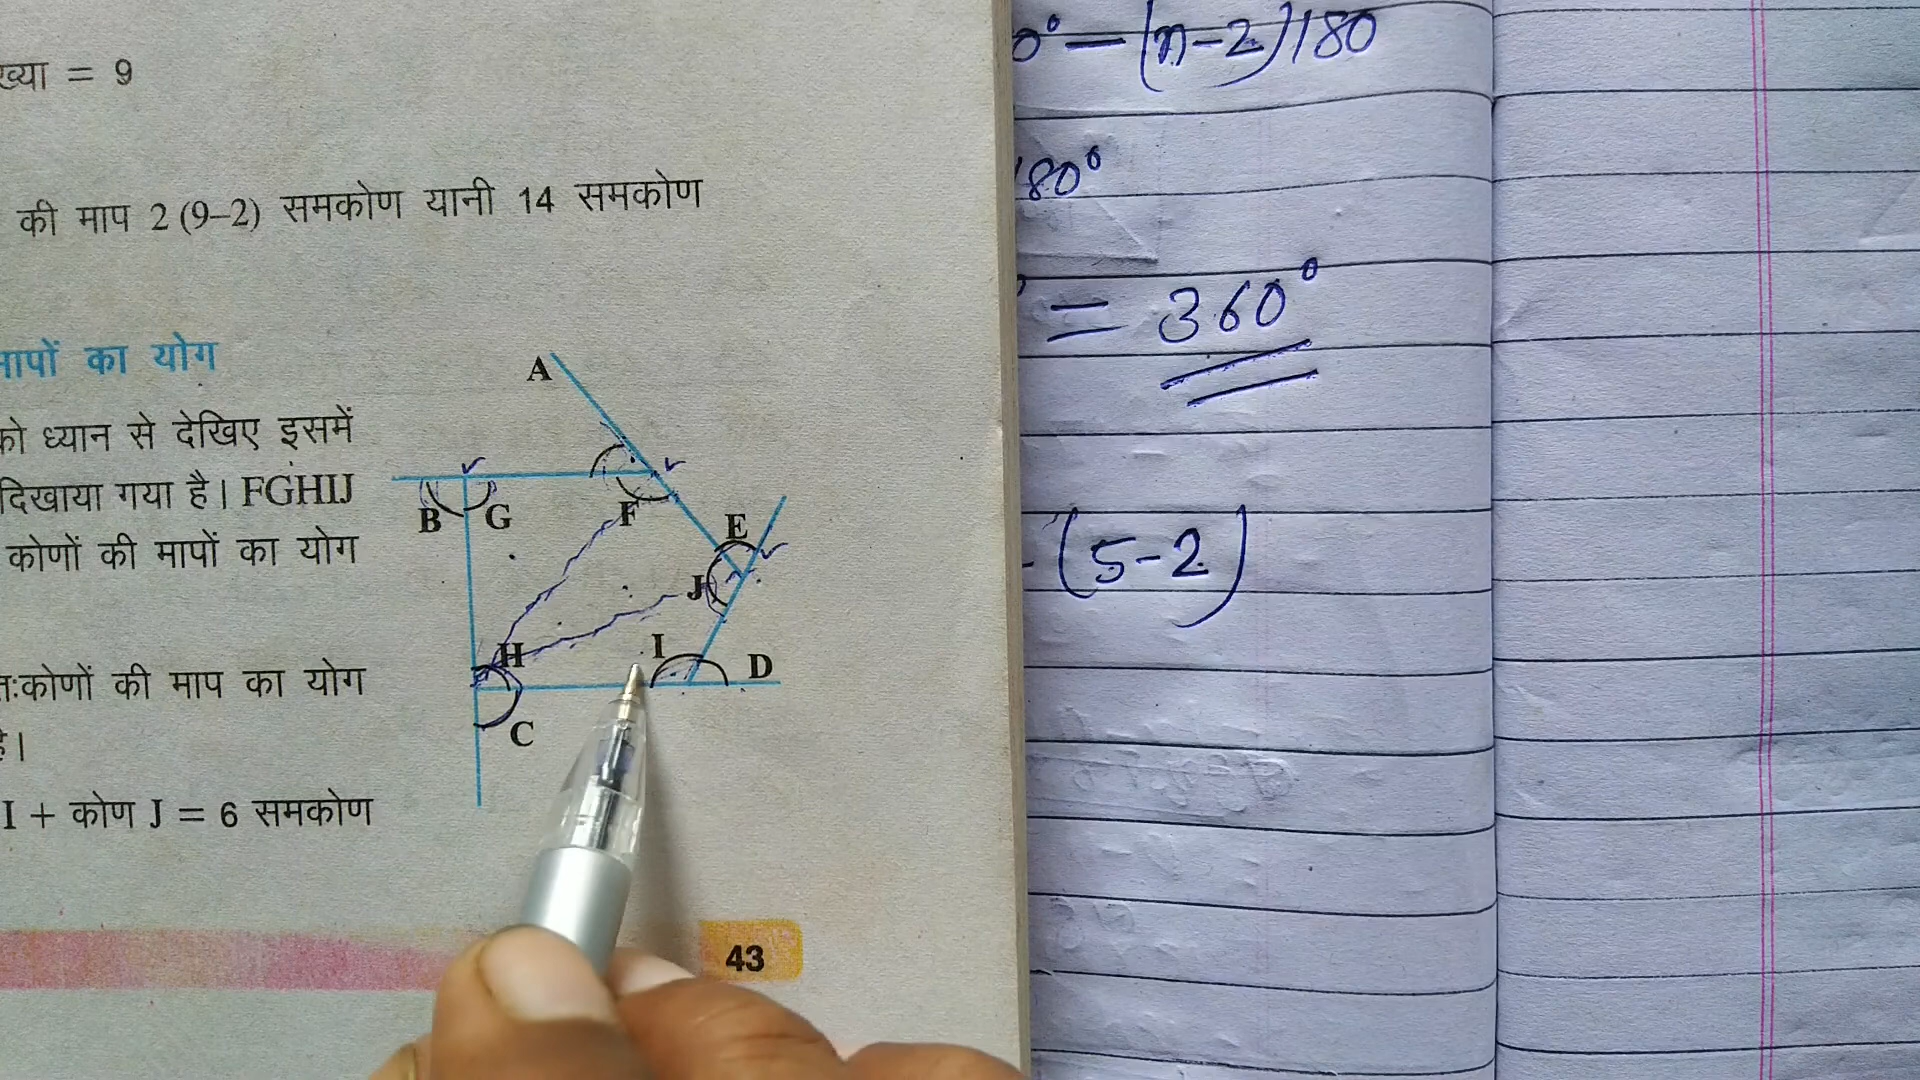 ख्या = 9
की माप 2 (9–2) समकोण यानी 14 समकोण
मापों का योग
को ध्यान से देखिए इसमें
दिखाया गया है। FGHIJ
कोणों की मापों का योग
तःकोणों की माप का योग
है।
I + कोण J = 6 समकोण
A
B
G
F
E
J
H
I
D
C
43
0° – (n–2)180
180°
= 360°
- (5-2)